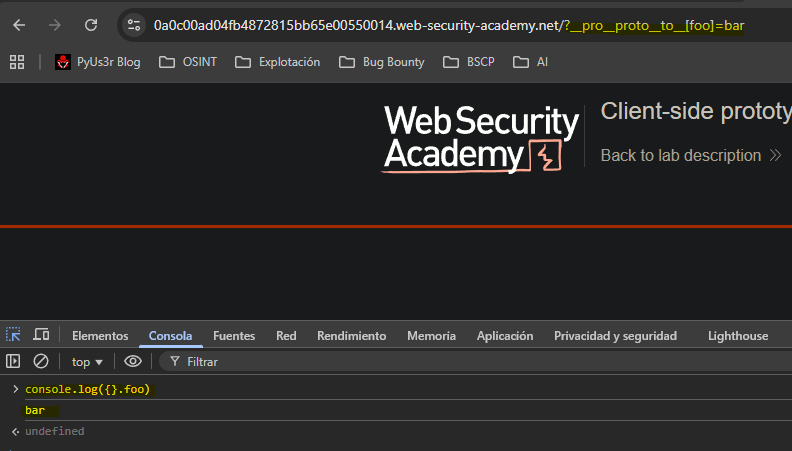 0a0c00ad04fb4872815bb65e00550014.web-security-academy.net/?__pro__proto__to__[foo]=bar
PyUs3r Blog OSINT Explotación Bug Bounty BSCP AI
WebSecurity
Academy
Client-side prototy
Back to lab description
Elementos Consola Fuentes Red Rendimiento Memoria Aplicación Privacidad y seguridad Lighthouse
top Filtrar
console.log({}.foo)
bar
undefined